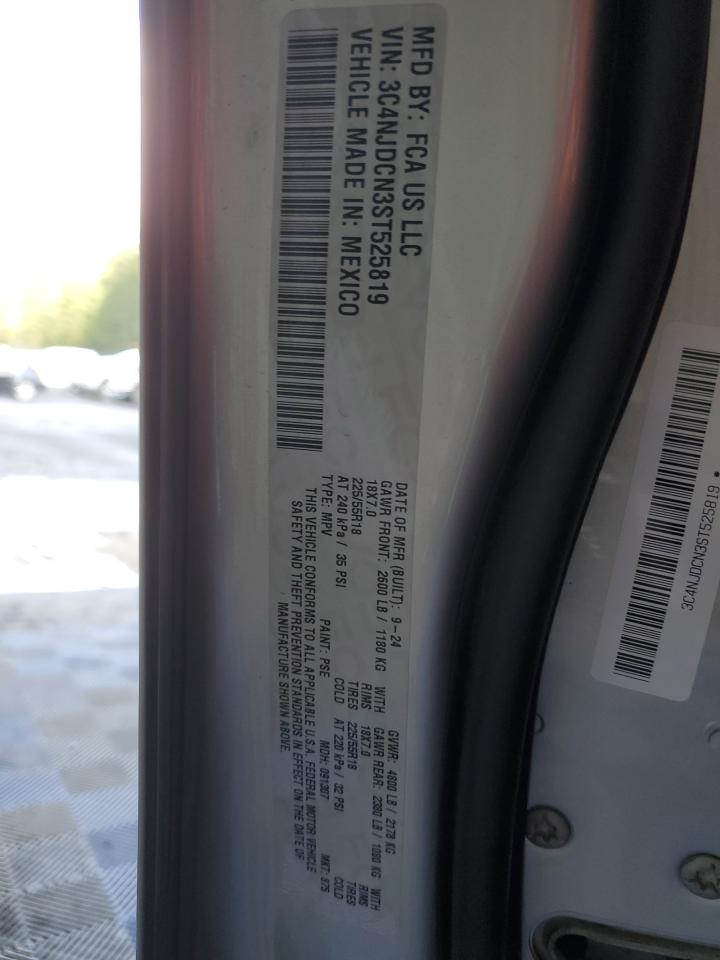 MFD BY: FCA US LLC
VIN: 3C4NJDCN3ST525819
VEHICLE MADE IN: MEXICO
DATE OF MFR (BUILT): 9-24 GVWR: 4800 LB / 2178 KG
GAWR FRONT: 2600 LB / 1180 KG WITH GAWR REAR: 2380 LB / 1080 KG WITH
18X7.0 RIMS 18X7.0 RIMS
225/55R18 TIRES 225/55R18 TIRES
AT 240 kPa / 35 PSI COLD AT 220 kPa / 32 PSI COLD
TYPE: MPV PAINT: PSE MDH: 091307 MKT: 875
THIS VEHICLE CONFORMS TO ALL APPLICABLE U.S.A. FEDERAL MOTOR VEHICLE
SAFETY AND THEFT PREVENTION STANDARDS IN EFFECT ON THE DATE OF
MANUFACTURE SHOWN ABOVE.
3C4NJDCN3ST525819